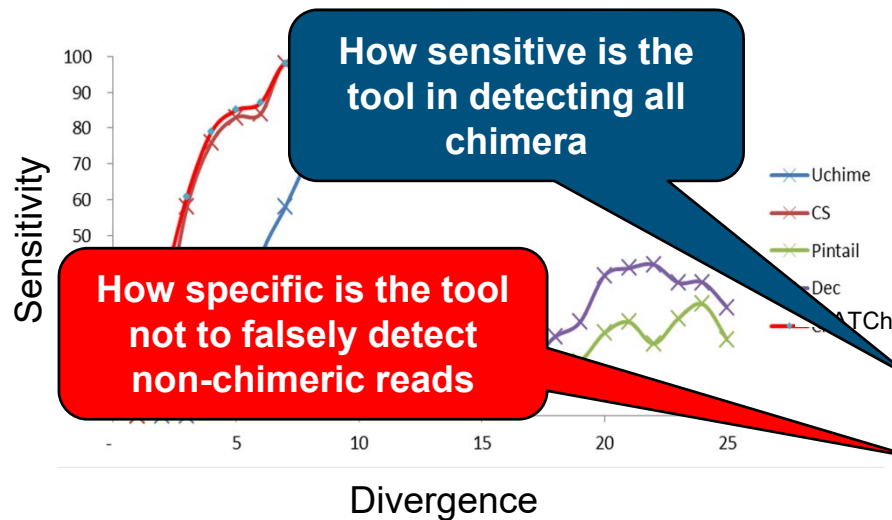 How sensitive is the
tool in detecting all
chimera
100
90
80
70
60
50
Sensitivity
Uchime
CS
Pintail
Dec
ATCh
How specific is the tool
not to falsely detect
non-chimeric reads
- 5 10 15 20 25
Divergence